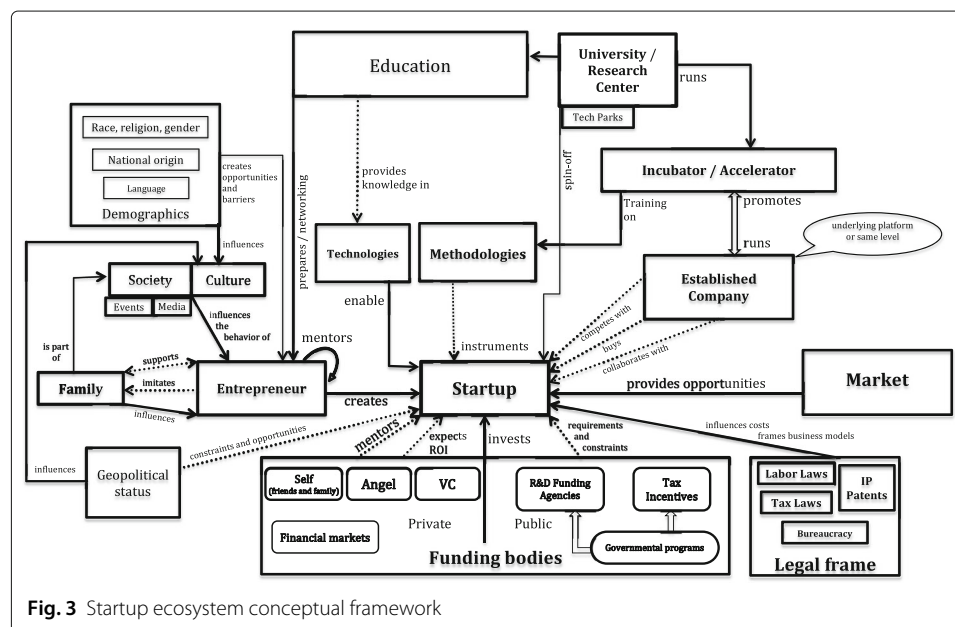 Education
University /
Research
Center
Tech Parks
runs
Race, religion, gender
National origin
Language
Demographics
creates
opportunities
and
barriers
influences
provides
knowledge in
prepares / networking
spin-off
Incubator / Accelerator
Training
on
promotes
runs
underlying platform
or same level
Technologies
Methodologies
Established
Company
Society
Culture
Events
Media
influences
the
behavior of
enable
instruments
competes with
buys
collaborates with
is part
of
supports
imitates
influences
Family
mentors
Entrepreneur
creates
Startup
provides opportunities
Market
constraints and opportunities
mentors
expects
ROI
invests
requirements
and
constraints
influences costs
frames business models
influences
Geopolitical
status
Self
(friends and family)
Angel
VC
R&D Funding
Agencies
Tax
Incentives
Financial markets
Private
Public
Governmental programs
Funding bodies
Labor Laws
IP
Patents
Tax Laws
Bureaucracy
Legal frame
Fig. 3 Startup ecosystem conceptual framework